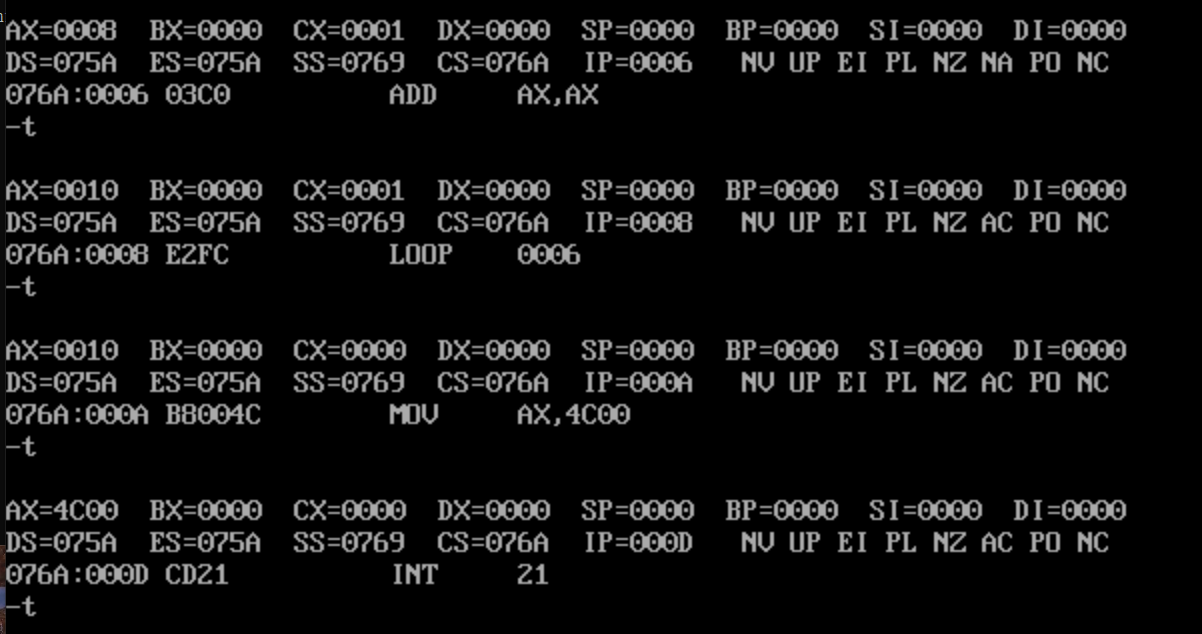 AX=0008 BX=0000 CX=0001 DX=0000 SP=0000 BP=0000 SI=0000 DI=0000
DS=075A ES=075A SS=0769 CS=076A IP=0006 NV UP EI PL NZ NA PO NC
076A:0006 03C0 ADD AX,AX
-t
AX=0010 BX=0000 CX=0001 DX=0000 SP=0000 BP=0000 SI=0000 DI=0000
DS=075A ES=075A SS=0769 CS=076A IP=0008 NV UP EI PL NZ AC PO NC
076A:0008 E2FC LOOP 0006
-t
AX=0010 BX=0000 CX=0000 DX=0000 SP=0000 BP=0000 SI=0000 DI=0000
DS=075A ES=075A SS=0769 CS=076A IP=000A NV UP EI PL NZ AC PO NC
076A:000A B8004C MOV AX,4C00
-t
AX=4C00 BX=0000 CX=0000 DX=0000 SP=0000 BP=0000 SI=0000 DI=0000
DS=075A ES=075A SS=0769 CS=076A IP=000D NV UP EI PL NZ AC PO NC
076A:000D CD21 INT 21
-t